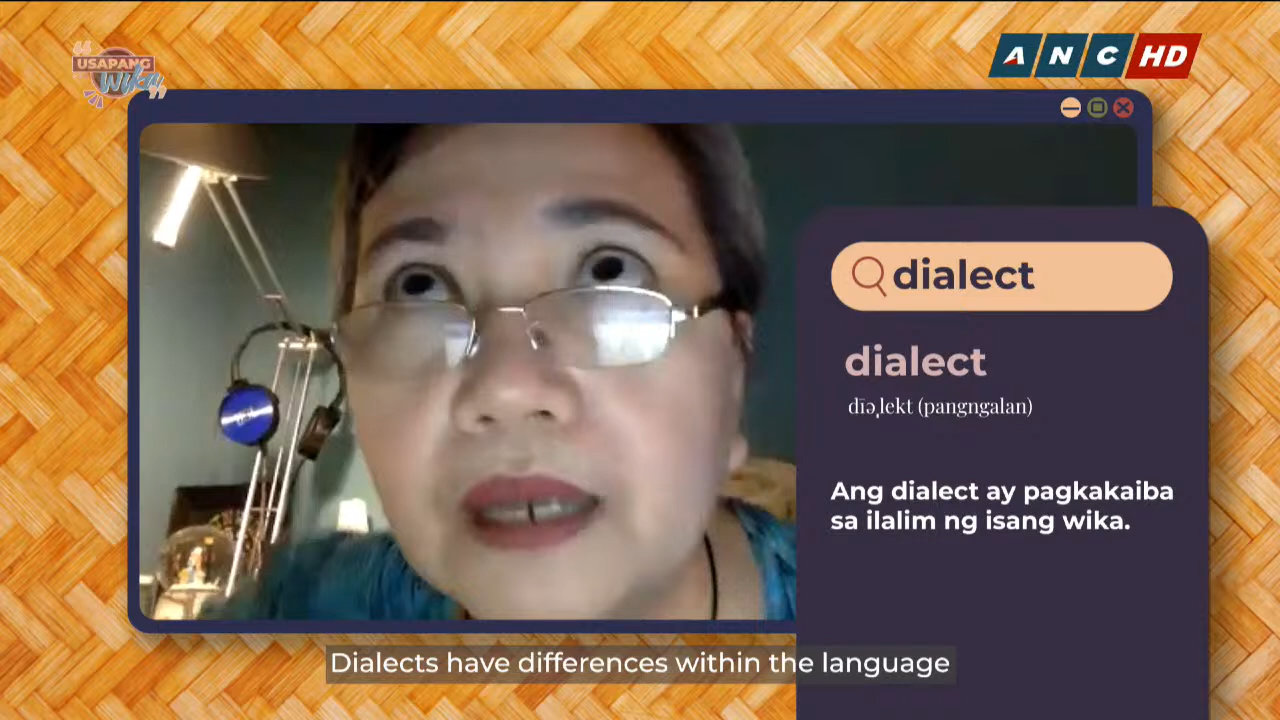 USAPANG
wika
ANC HD
dialect
dialect
dīəˌlekt (pangngalan)
Ang dialect ay pagkakaiba
sa ilalim ng isang wika.
Dialects have differences within the language